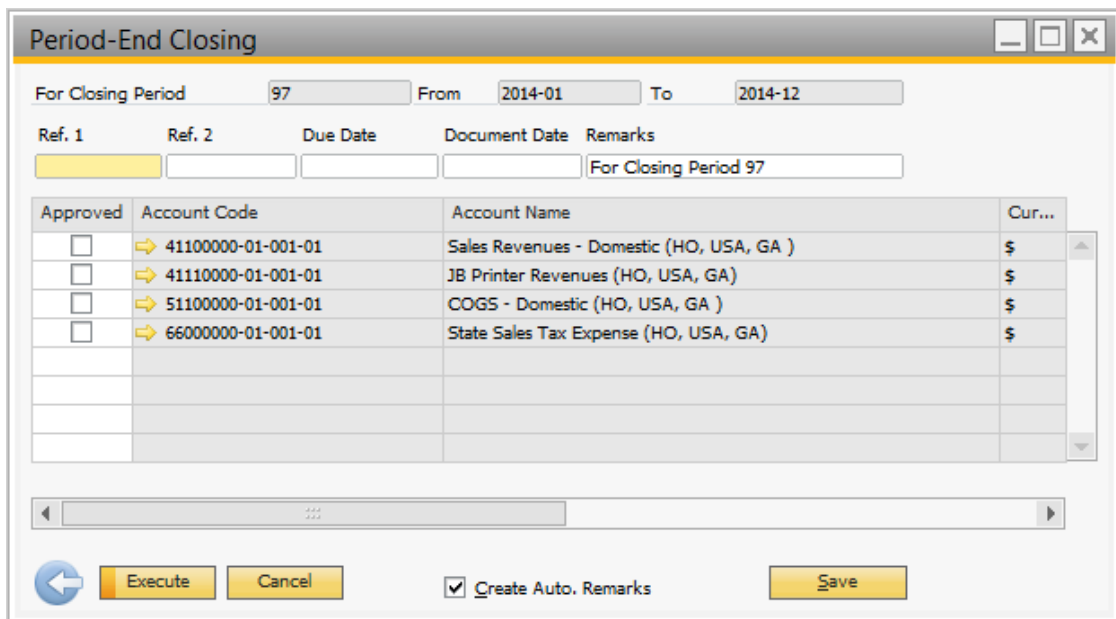 Period-End Closing
For Closing Period 97 From 2014-01 To 2014-12
Ref. 1 Ref. 2 Due Date Document Date Remarks
For Closing Period 97
Approved Account Code Account Name Cur...
41100000-01-001-01 Sales Revenues - Domestic (HO, USA, GA ) $
41110000-01-001-01 JB Printer Revenues (HO, USA, GA) $
51100000-01-001-01 COGS - Domestic (HO, USA, GA ) $
66000000-01-001-01 State Sales Tax Expense (HO, USA, GA) $
Execute Cancel Create Auto. Remarks Save